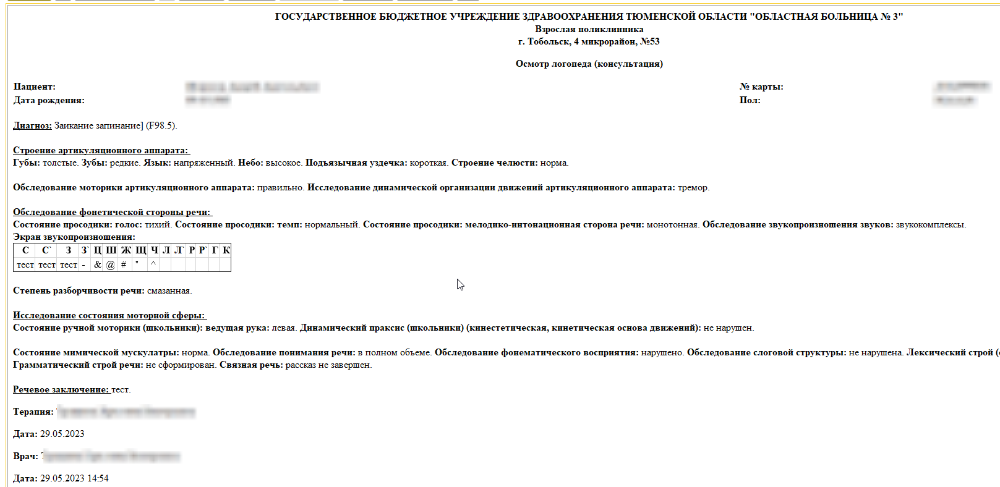 ГОСУДАРСТВЕННОЕ БЮДЖЕТНОЕ УЧРЕЖДЕНИЕ ЗДРАВООХРАНЕНИЯ ТЮМЕНСКОЙ ОБЛАСТИ "ОБЛАСТНАЯ БОЛЬНИЦА № 3"
Взрослая поликлинника
г. Тобольск, 4 микрорайон, №53
Осмотр логопеда (консультация)
Пациент: № карты:
Дата рождения: Пол:
Диагноз: Заикание запинание] (F98.5).
Строение артикуляционного аппарата:
Губы: толстые. Зубы: редкие. Язык: напряженный. Небо: высокое. Подъязычная уздечка: короткая. Строение челюсти: норма.
Обследование моторики артикуляционного аппарата: правильно. Исследование динамической организации движений артикуляционного аппарата: тремор.
Обследование фонетической стороны речи:
Состояние просодики: голос: тихий. Состояние просодики: темп: нормальный. Состояние просодики: мелодико-интонационная сторона речи: монотонная. Обследование звукопроизношения звуков: звукокомплексы.
Экран звукопроизношения:
С С` З З` Ц Ш Ж Щ Ч Л Л` Р Р` Г К
тест тест тест - & @ # " ^
Степень разборчивости речи: смазанная.
Исследование состояния моторной сферы:
Состояние ручной моторики (школьники): ведущая рука: левая. Динамический праксис (школьники) (кинестетическая, кинетическая основа движений): не нарушен.
Состояние мимической мускулатры: норма. Обследование понимания речи: в полном объеме. Обследование фонематического восприятия: нарушено. Обследование слоговой структуры: не нарушена. Лексический строй (
Грамматический строй речи: не сформирован. Связная речь: рассказ не завершен.
Речевое заключение: тест.
Терапия:
Дата: 29.05.2023
Врач:
Дата: 29.05.2023 14:54